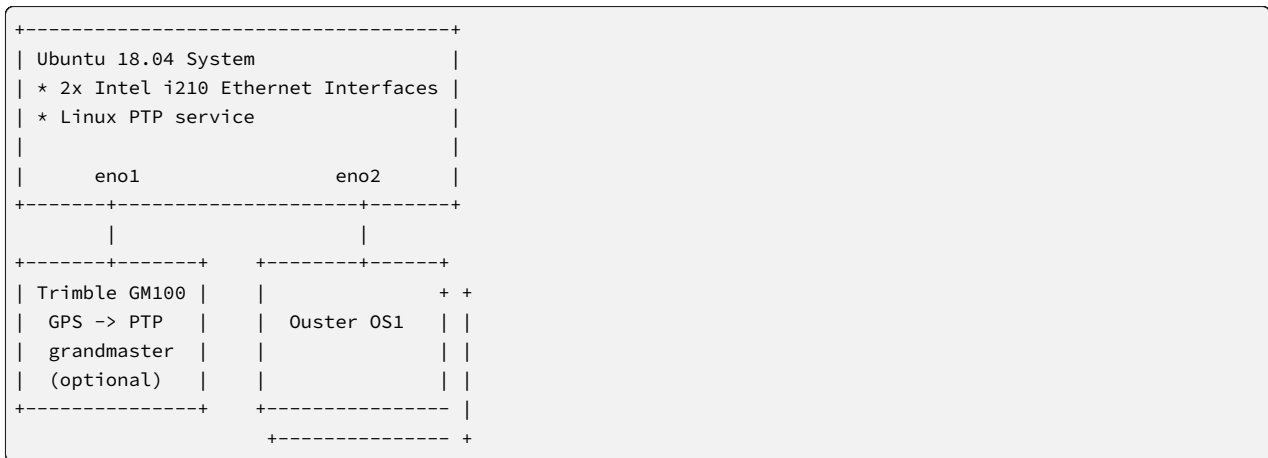 +-----------------------------------+
| Ubuntu 18.04 System               |
| * 2x Intel i210 Ethernet Interfaces |
| * Linux PTP service               |
|                                   |
|      eno1               eno2      |
+-------+--------------------+-------+
        |                    |
+-------+-------+    +--------+------+
| Trimble GM100 |    |               + +
|  GPS -> PTP   |    |  Ouster OS1   | |
|  grandmaster  |    |               | |
|  (optional)   |    |               | |
+---------------+    +---------------- |
                      +--------------- +